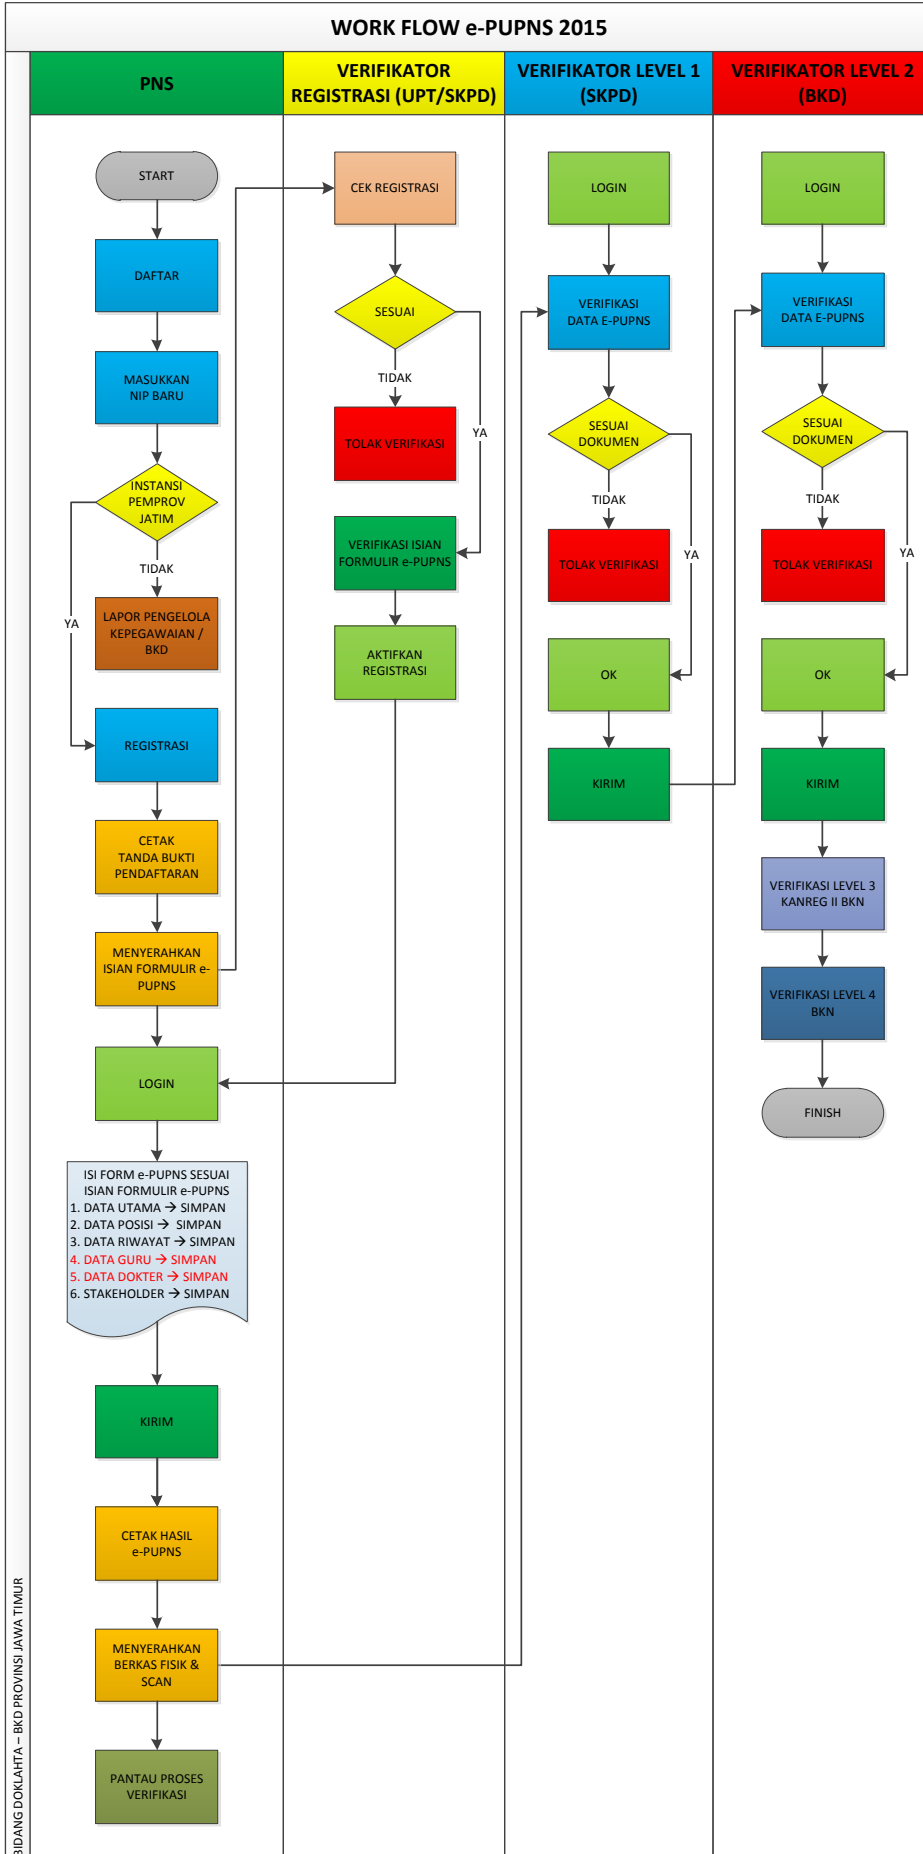 WORK FLOW e-PUPNS 2015
PNS
VERIFIKATOR
REGISTRASI (UPT/SKPD)
VERIFIKATOR LEVEL 1
(SKPD)
VERIFIKATOR LEVEL 2
(BKD)
START
DAFTAR
MASUKKAN
NIP BARU
INSTANSI
PEMPROV
JATIM
TIDAK
YA
LAPOR PENGELOLA
KEPEGAWAIAN /
BKD
REGISTRASI
CETAK
TANDA BUKTI
PENDAFTARAN
MENYERAHKAN
ISIAN FORMULIR e-
PUPNS
LOGIN
ISI FORM e-PUPNS SESUAI
ISIAN FORMULIR e-PUPNS
1. DATA UTAMA → SIMPAN
2. DATA POSISI → SIMPAN
3. DATA RIWAYAT → SIMPAN
4. DATA GURU → SIMPAN
5. DATA DOKTER → SIMPAN
6. STAKEHOLDER → SIMPAN
KIRIM
CETAK HASIL
e-PUPNS
MENYERAHKAN
BERKAS FISIK &
SCAN
PANTAU PROSES
VERIFIKASI
CEK REGISTRASI
SESUAI
TIDAK
YA
TOLAK VERIFIKASI
VERIFIKASI ISIAN
FORMULIR e-PUPNS
AKTIFKAN
REGISTRASI
LOGIN
VERIFIKASI
DATA E-PUPNS
SESUAI
DOKUMEN
TIDAK
YA
TOLAK VERIFIKASI
OK
KIRIM
LOGIN
VERIFIKASI
DATA E-PUPNS
SESUAI
DOKUMEN
TIDAK
YA
TOLAK VERIFIKASI
OK
KIRIM
VERIFIKASI LEVEL 3
KANREG II BKN
VERIFIKASI LEVEL 4
BKN
FINISH
BIDANG DOKLAHTA – BKD PROVINSI JAWA TIMUR